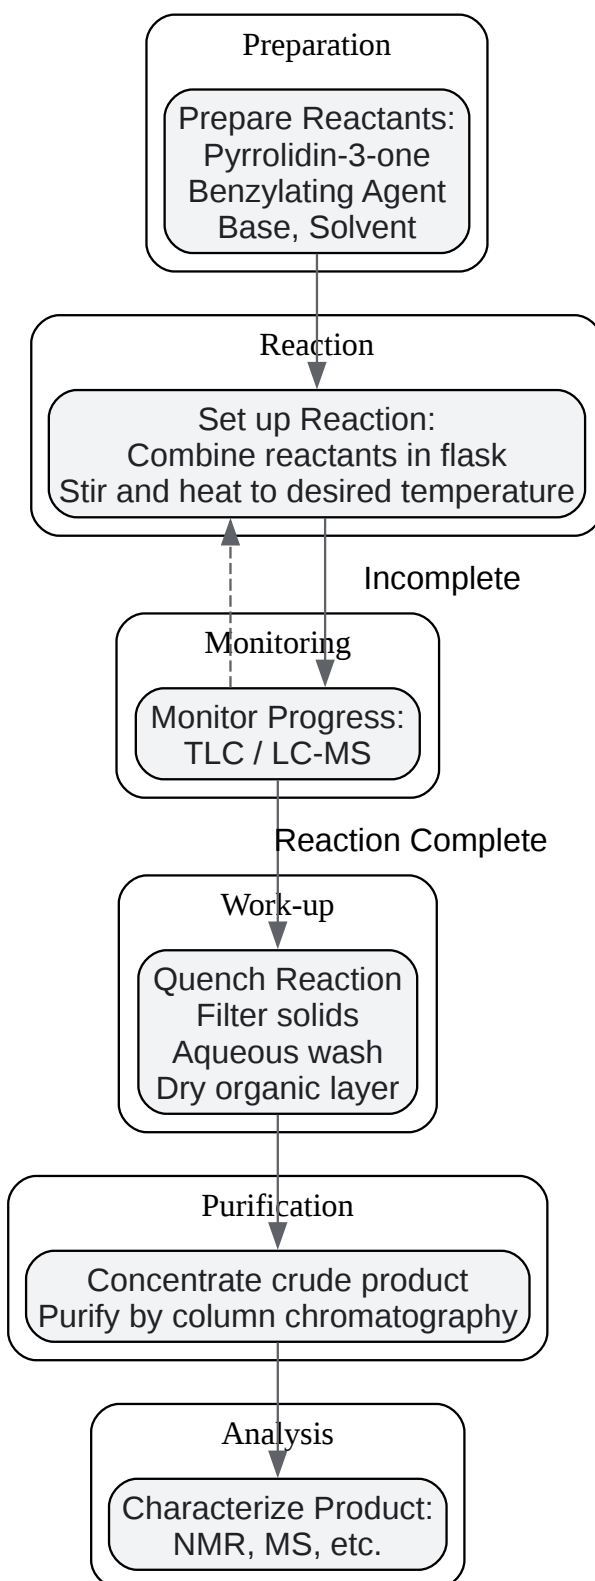 Preparation
Prepare Reactants:
Pyrrolidin-3-one
Benzylating Agent
Base, Solvent
Reaction
Set up Reaction:
Combine reactants in flask
Stir and heat to desired temperature
Incomplete
Monitoring
Monitor Progress:
TLC / LC-MS
Reaction Complete
Work-up
Quench Reaction
Filter solids
Aqueous wash
Dry organic layer
Purification
Concentrate crude product
Purify by column chromatography
Analysis
Characterize Product:
NMR, MS, etc.